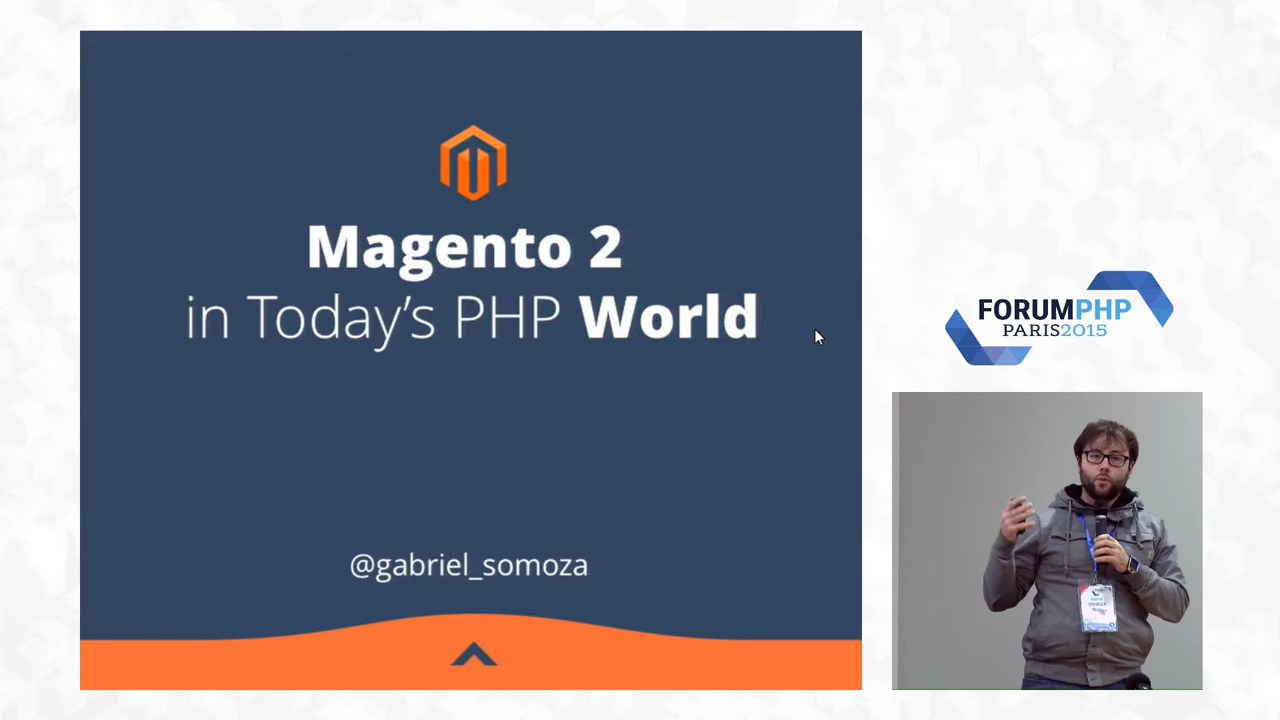 Magento 2
in Today's PHP World
@gabriel_somoza
FORUMPHP
PARIS2015